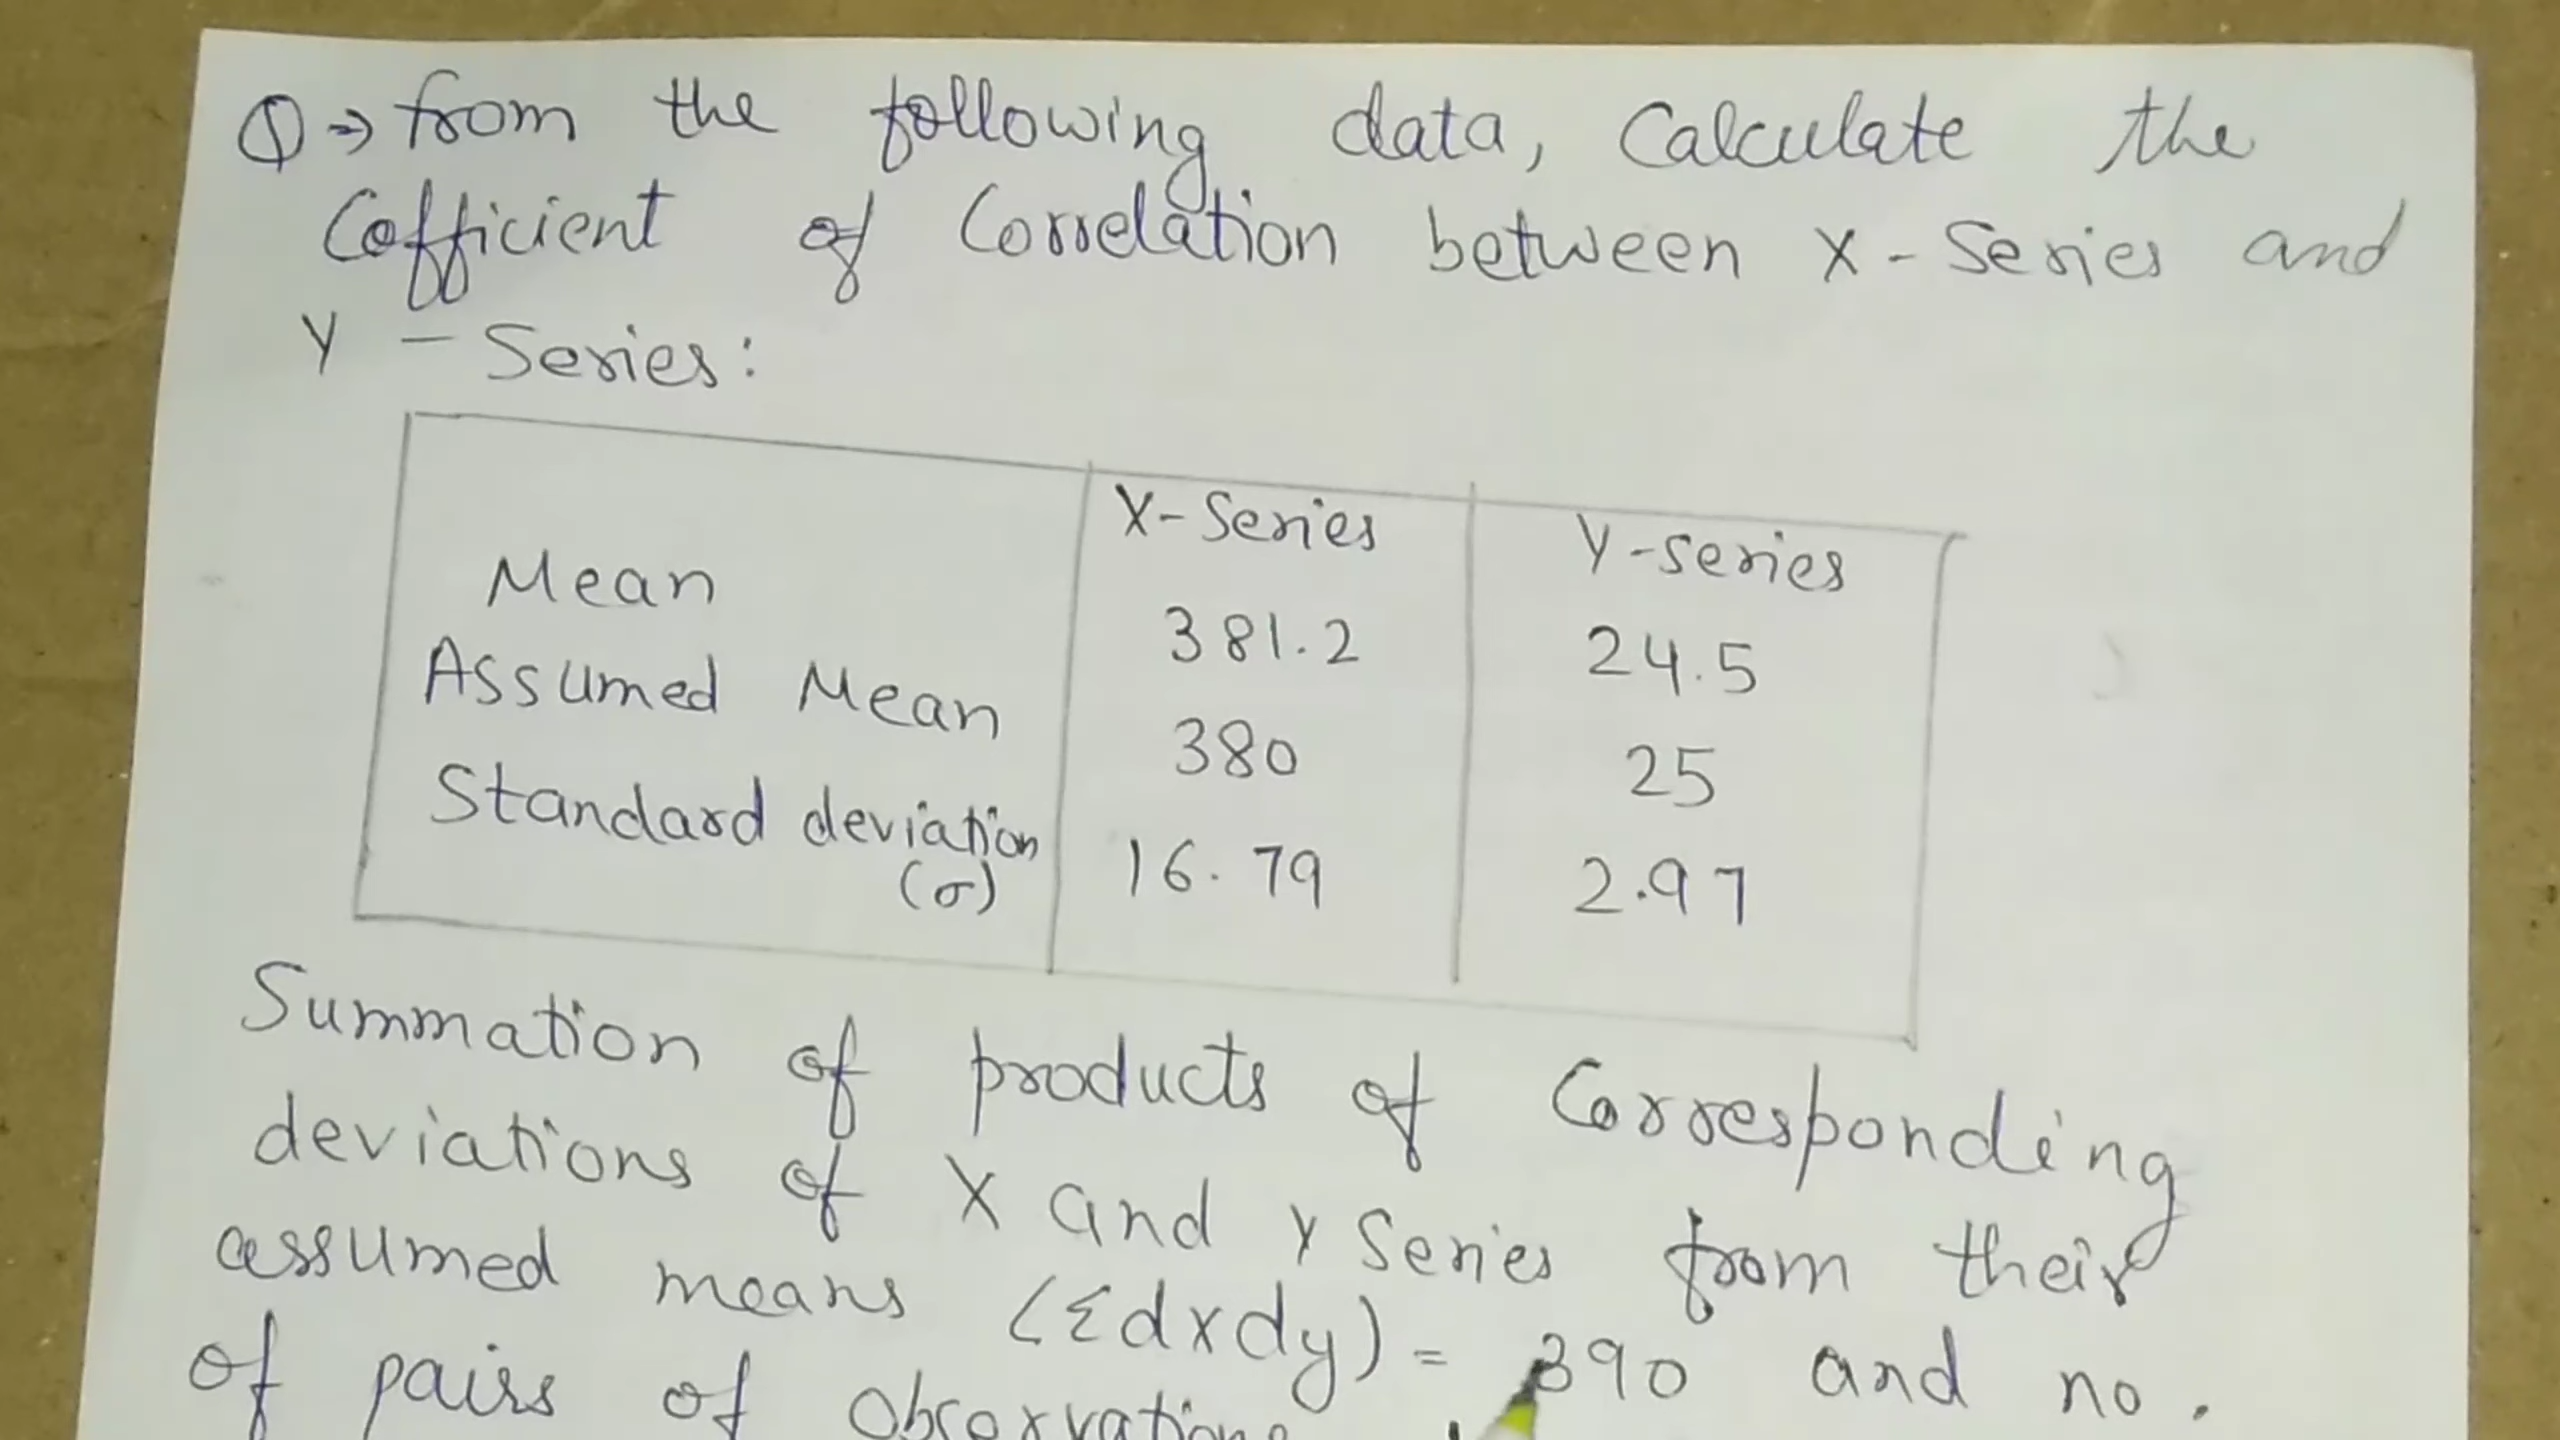 Q⇒ from the following data, Calculate the
Cofficient of Correlation between X - Series and
Y - Series:
X-Series Y-series
Mean 381.2 24.5
Assumed Mean 380 25
Standard deviation (σ) 16.79 2.97
Summation of products of Corresponding
deviations of X and Y Series from their
assumed means (Σdxdy) = 390 and no.
of pairs of Observations